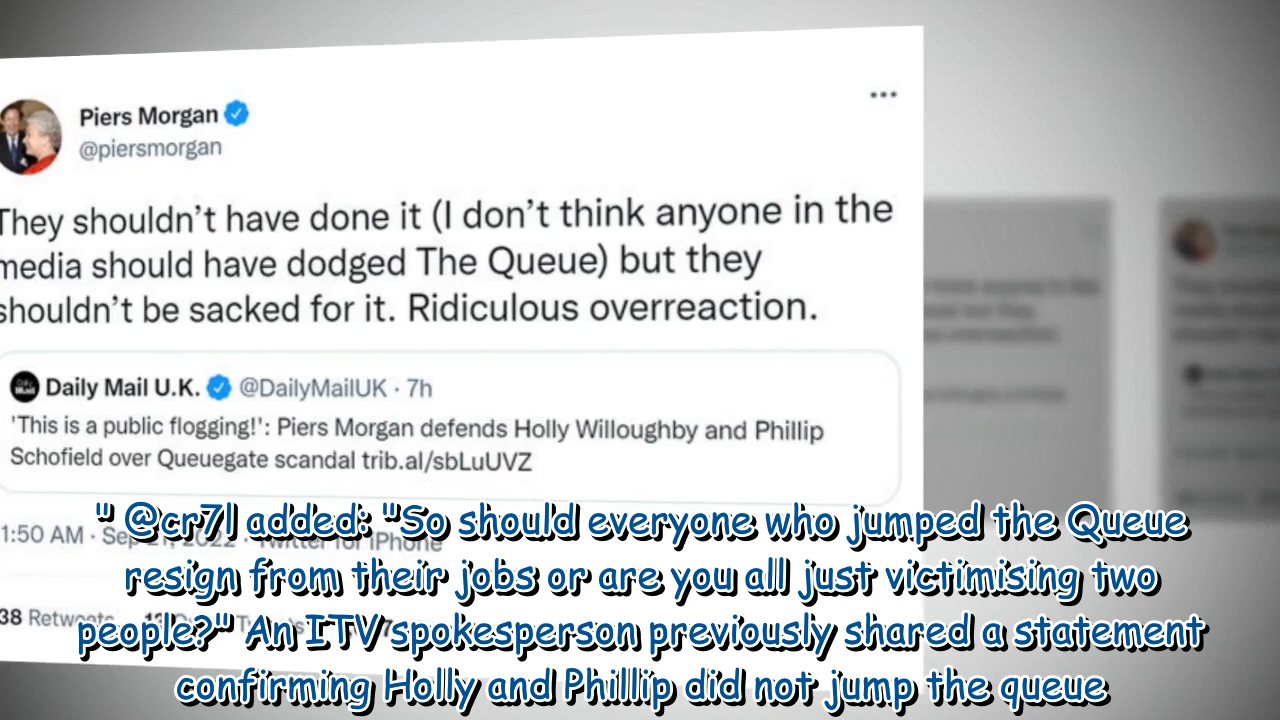 Piers Morgan
@piersmorgan
They shouldn't have done it (I don't think anyone in the
media should have dodged The Queue) but they
shouldn't be sacked for it. Ridiculous overreaction.
Daily Mail U.K. @DailyMailUK · 7h
'This is a public flogging!': Piers Morgan defends Holly Willoughby and Phillip
Schofield over Queuegate scandal trib.al/sbLuUVZ
1:50 AM · Sep 21, 2022 · Twitter for iPhone
38 Retweets
" @cr7l added: "So should everyone who jumped the Queue
resign from their jobs or are you all just victimising two
people?" An ITV spokesperson previously shared a statement
confirming Holly and Phillip did not jump the queue